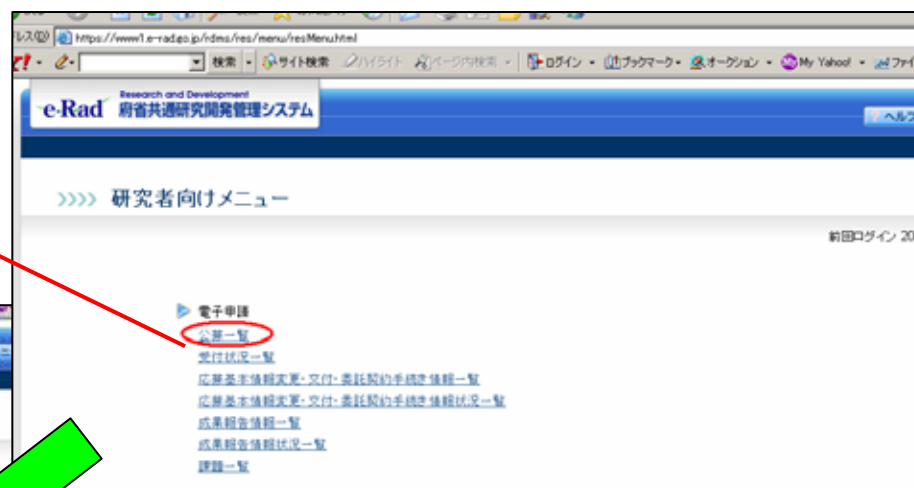 レス(D) https://www1.e-rad.go.jp/rdms/res/menu/resMenu.html
検索 サイト検索 ハイライト ページ内検索 ログイン ブックマーク オークション My Yahoo! ファイ
Research and Development
e-Rad 府省共通研究開発管理システム
? ヘルプ
>>>> 研究者向けメニュー
前回ログイン 20
電子申請
公募一覧
受付状況一覧
応募基本情報変更・交付・委託契約手続き情報一覧
応募基本情報変更・交付・委託契約手続き情報状況一覧
成果報告情報一覧
成果報告情報状況一覧
課題一覧